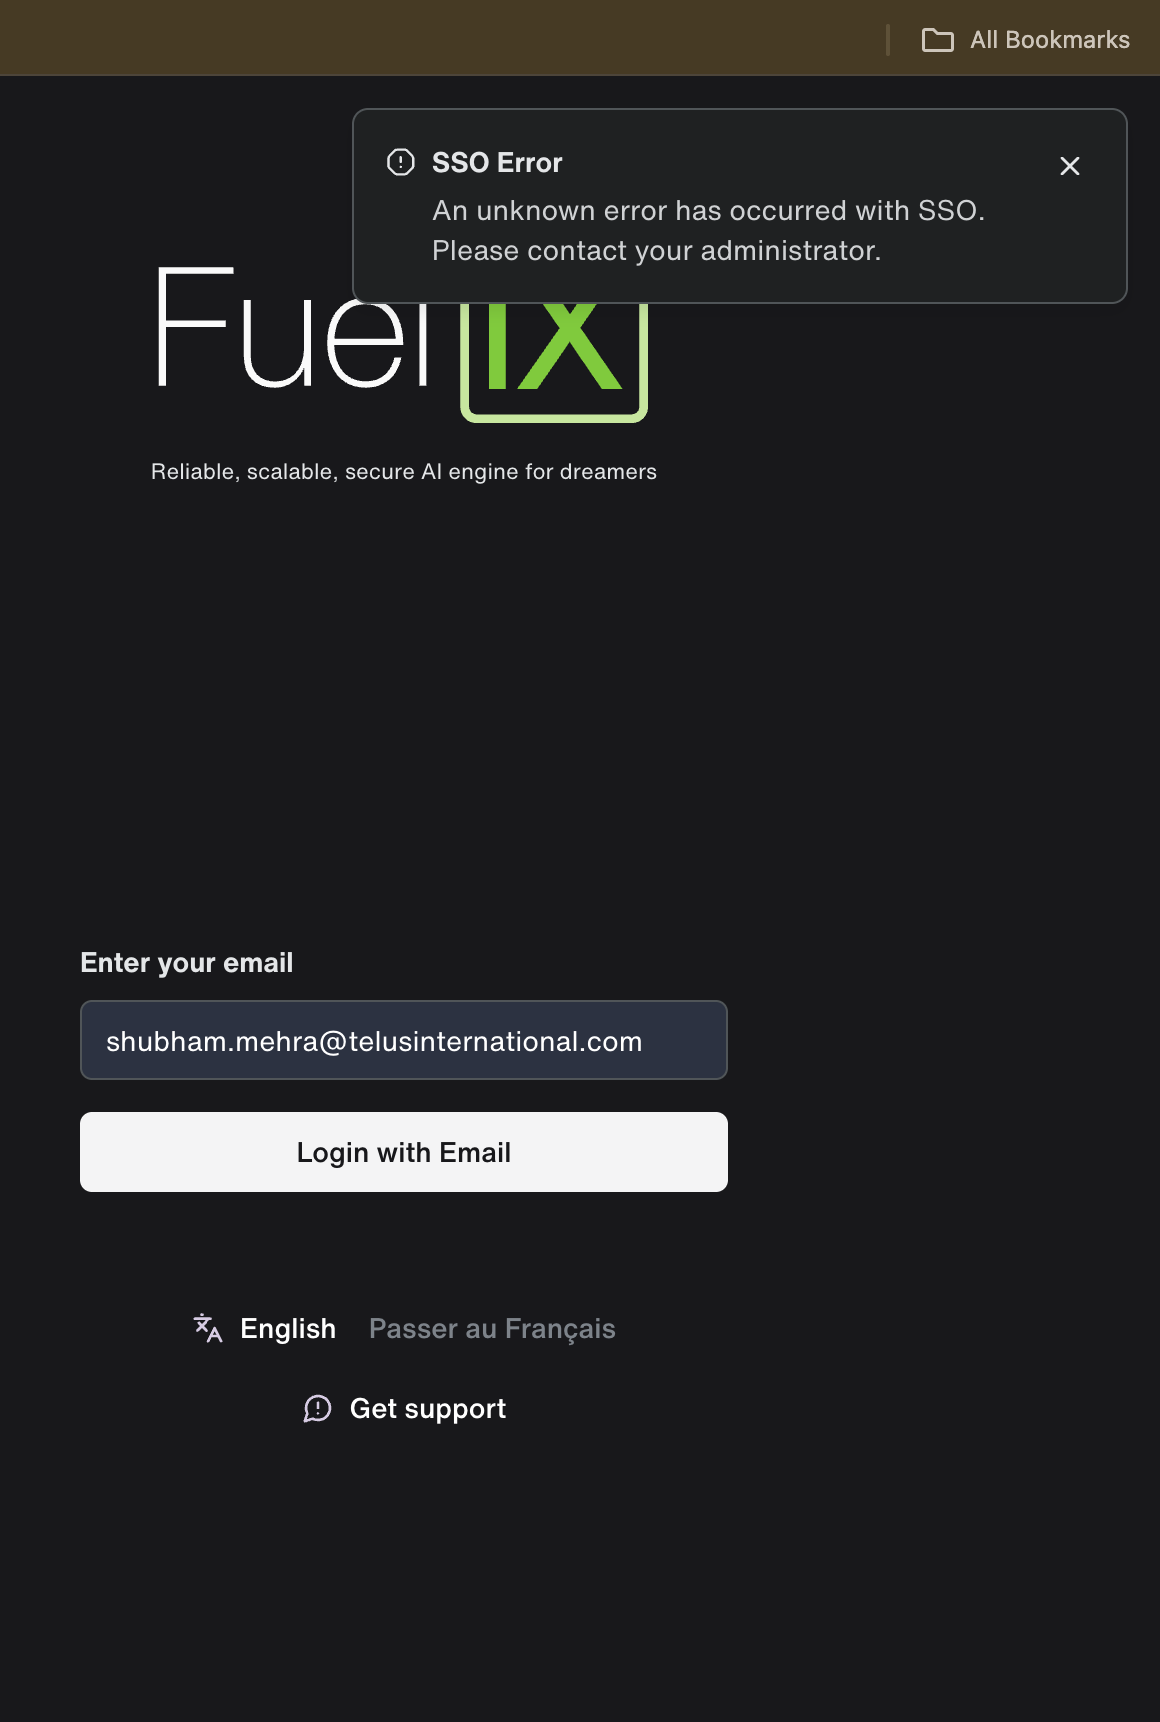 All Bookmarks
SSO Error
An unknown error has occurred with SSO.
Please contact your administrator.
Fuel iX
Reliable, scalable, secure AI engine for dreamers
Enter your email
shubham.mehra@telusinternational.com
Login with Email
English Passer au Français
Get support